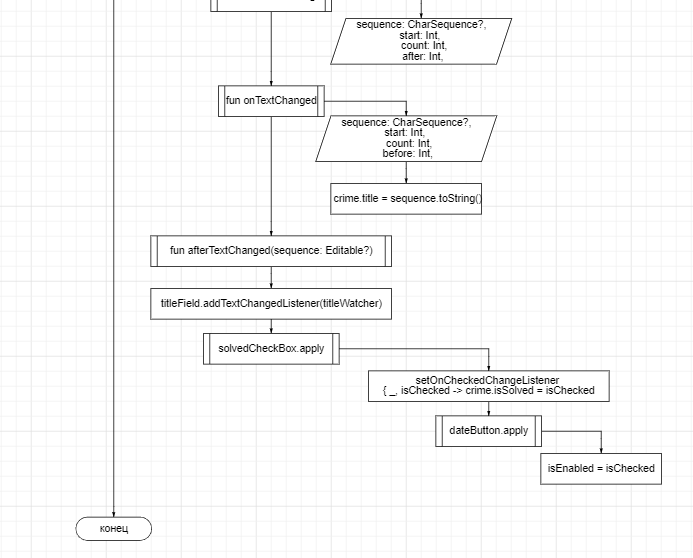 sequence: CharSequence?,
start: Int,
count: Int,
after: Int,
fun onTextChanged
sequence: CharSequence?,
start: Int,
count: Int,
before: Int,
crime.title = sequence.toString()
fun afterTextChanged(sequence: Editable?)
titleField.addTextChangedListener(titleWatcher)
solvedCheckBox.apply
setOnCheckedChangeListener
{ _, isChecked -> crime.isSolved = isChecked
dateButton.apply
isEnabled = isChecked
конец